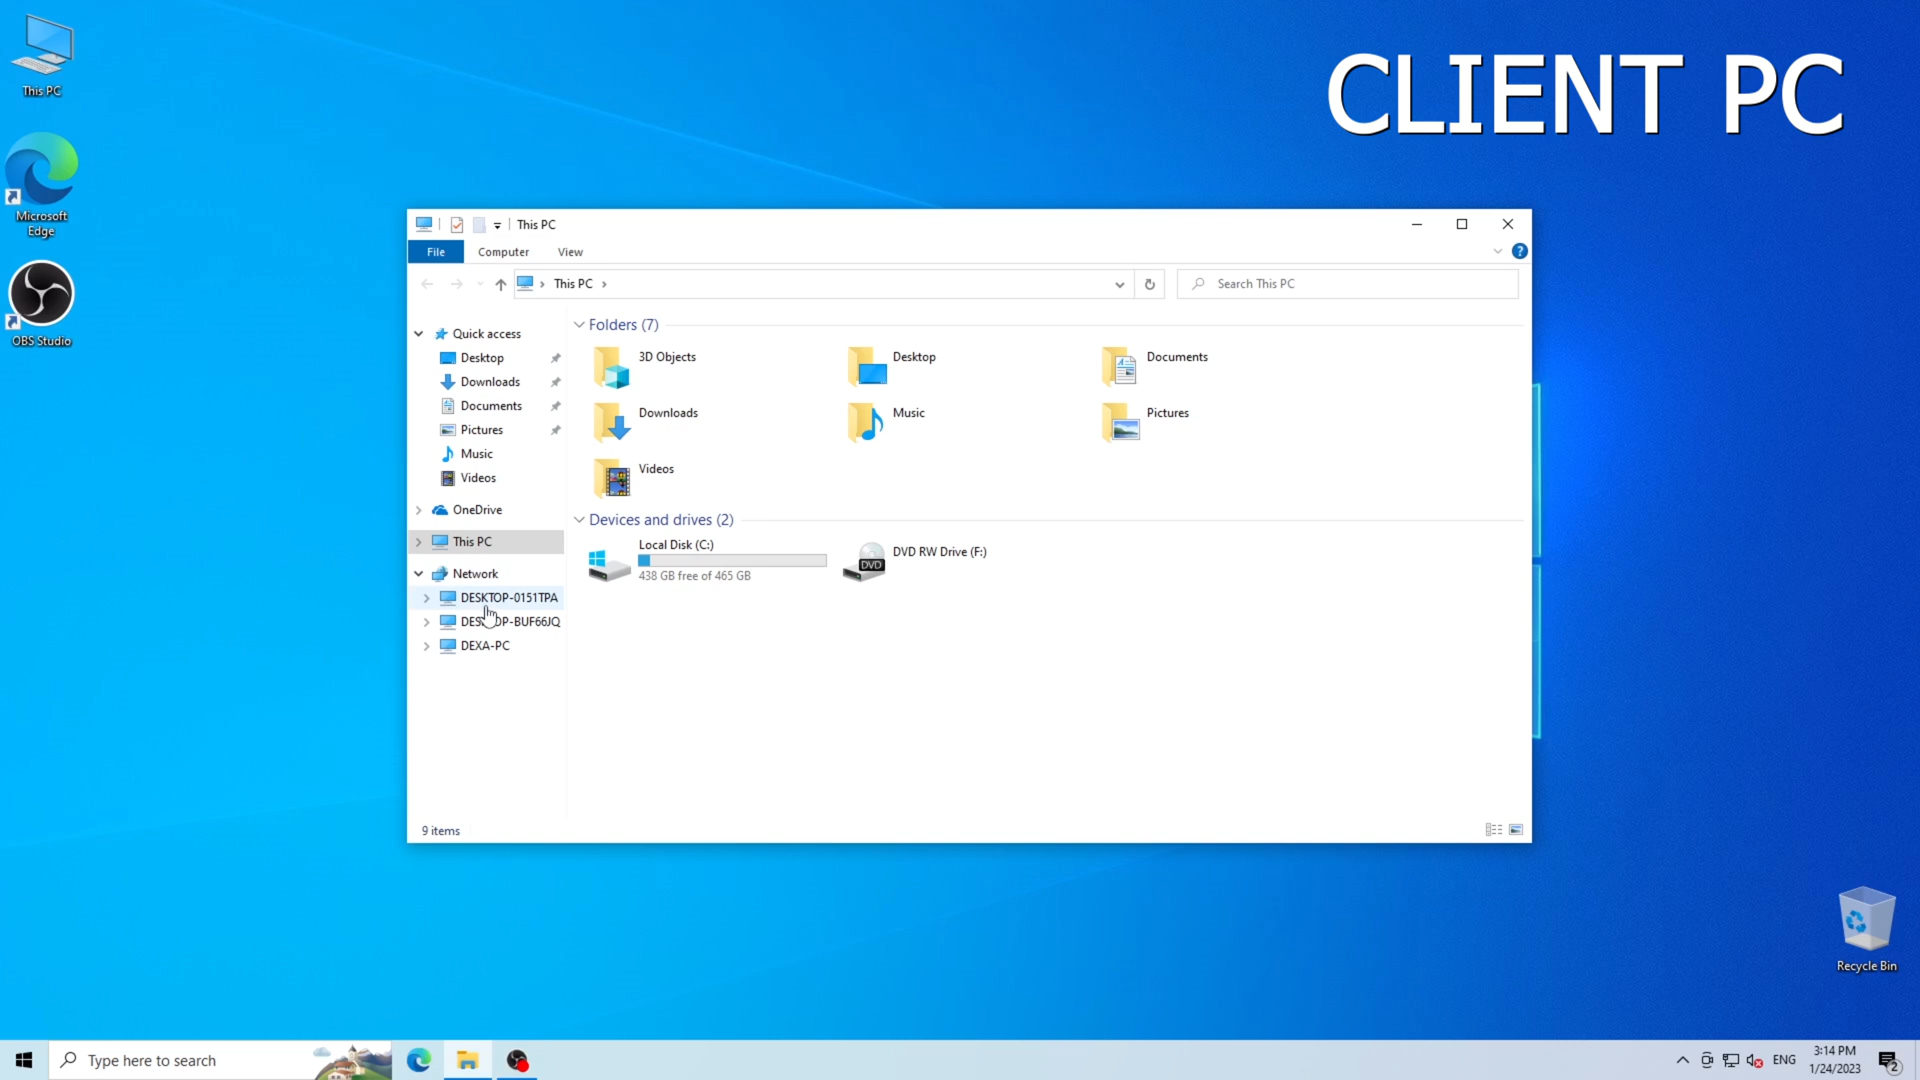 CLIENT PC
This PC
Microsoft
Edge
OBS Studio
This PC
File Computer View
This PC
Search This PC
Quick access
Desktop
Downloads
Documents
Pictures
Music
Videos
OneDrive
This PC
Network
DESKTOP-0151TPA
DESKTOP-BUF66JQ
DEXA-PC
Folders (7)
3D Objects
Desktop
Documents
Downloads
Music
Pictures
Videos
Devices and drives (2)
Local Disk (C:)
438 GB free of 465 GB
DVD
DVD RW Drive (F:)
9 items
Recycle Bin
Type here to search
ENG
3:14 PM
1/24/2023
2